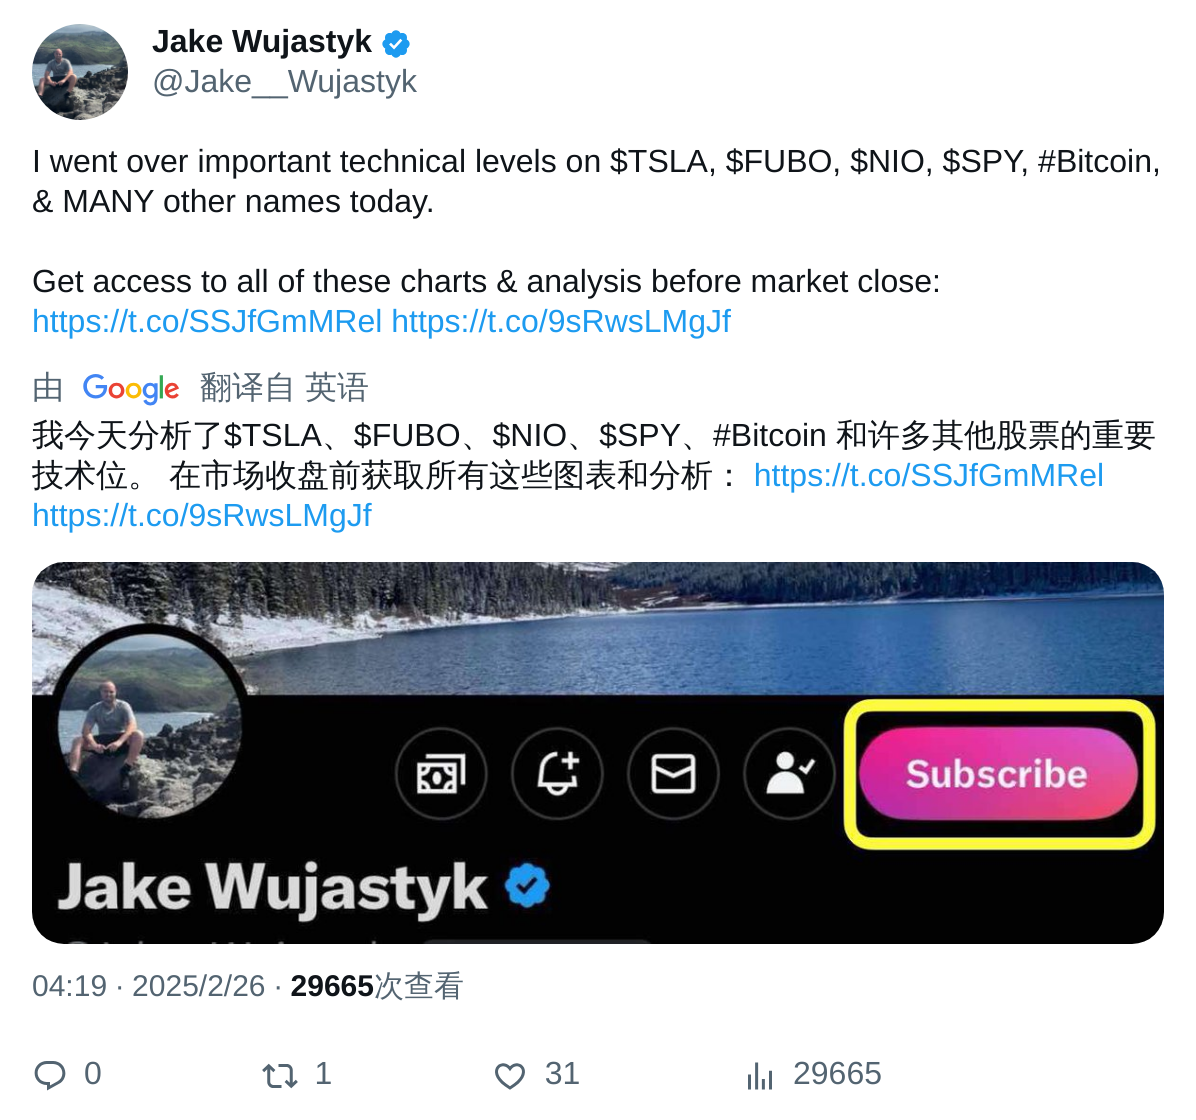 Jake Wujastyk
@Jake__Wujastyk
I went over important technical levels on $TSLA, $FUBO, $NIO, $SPY, #Bitcoin,
& MANY other names today.
Get access to all of these charts & analysis before market close:
https://t.co/SSJfGmMRel https://t.co/9sRwsLMgJf
由 Google 翻译自 英语
我今天分析了$TSLA、$FUBO、$NIO、$SPY、#Bitcoin 和许多其他股票的重要
技术位。 在市场收盘前获取所有这些图表和分析： https://t.co/SSJfGmMRel
https://t.co/9sRwsLMgJf
Subscribe
Jake Wujastyk
04:19 · 2025/2/26 · 29665次查看
0 1 31 29665